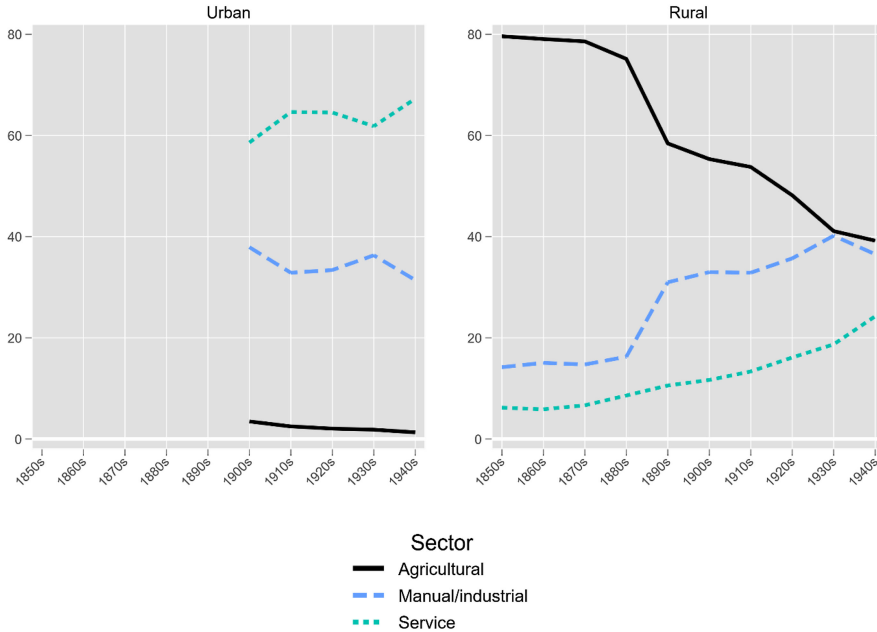 Urban
Rural
80
60
40
20
0
1850s
1860s
1870s
1880s
1890s
1900s
1910s
1920s
1930s
1940s
80
60
40
20
0
1850s
1860s
1870s
1880s
1890s
1900s
1910s
1920s
1930s
1940s
Sector
Agricultural
Manual/industrial
Service